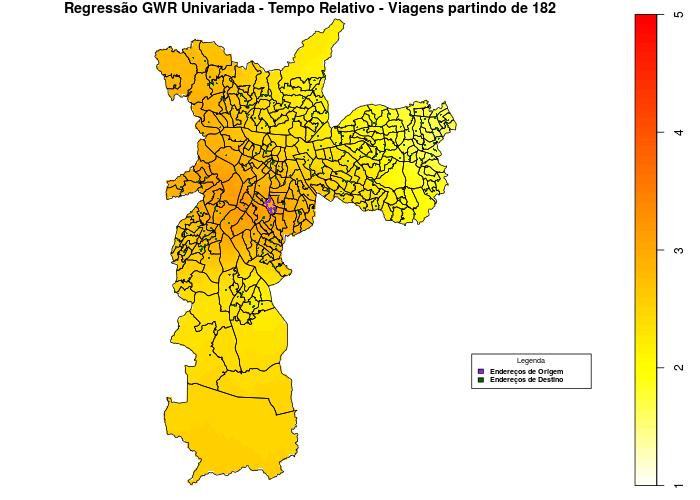 Regressão GWR Univariada - Tempo Relativo - Viagens partindo de 182
5
4
3
2
1
Legenda
Endereços de Origem
Endereços de Destino